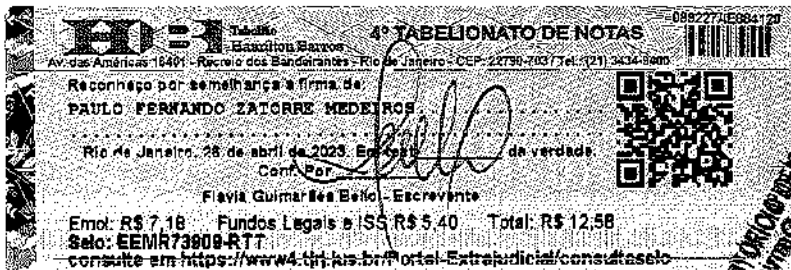 Tabelião
Hamilton Barros
4º TABELIONATO DE NOTAS
Av. das Américas 16401 - Recreio dos Bandeirantes - Rio de Janeiro - CEP: 22790-703 / Tel.: (21) 3434-8400
Reconheço por semelhança a firma de:
PAULO FERNANDO ZATORRE MEDEIROS
Rio de Janeiro, 28 de abril de 2023. Em da verdade.
Conf. Por
Flavia Guimarães Bello - Escrevente
Emol: R$ 7,18 Fundos Legais e ISS R$ 5,40 Total: R$ 12,58
Selo: EEMR73909-RTT
consulte em https://www4.tjrj.jus.br/Portal-Extrajudicial/consultaselo